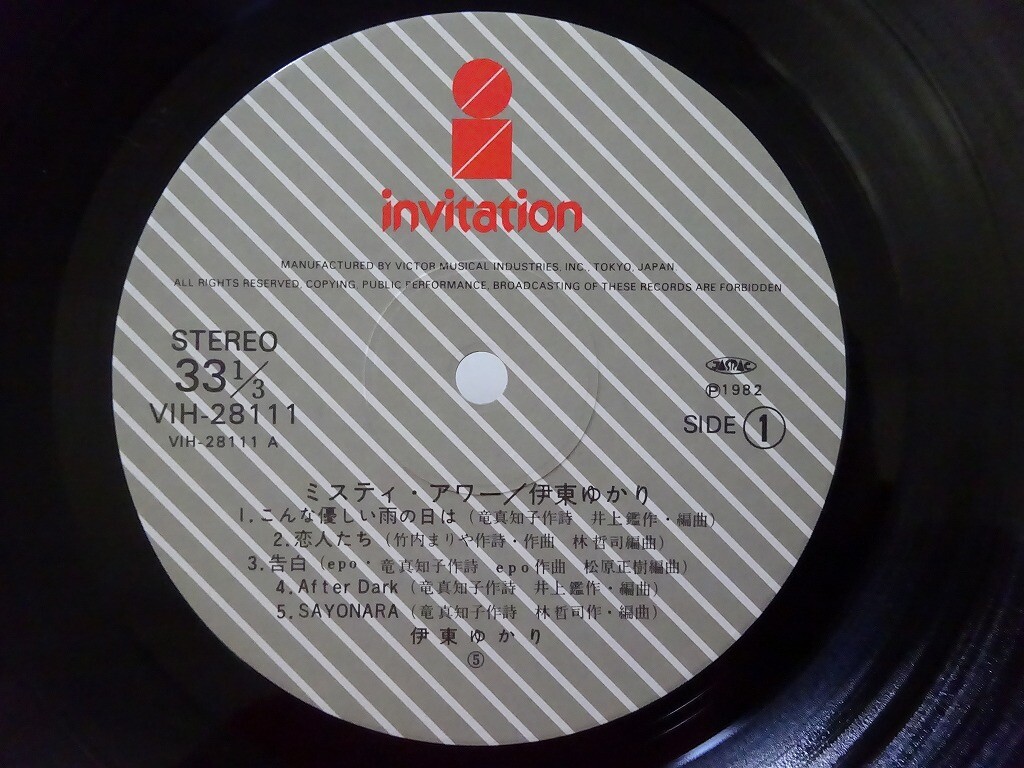 invitation
MANUFACTURED BY VICTOR MUSICAL INDUSTRIES, INC., TOKYO, JAPAN.
ALL RIGHTS RESERVED, COPYING, PUBLIC PERFORMANCE, BROADCASTING OF THESE RECORDS ARE FORBIDDEN
STEREO
33 1/3
VIH-28111
VIH-28111 A
JASRAC
Ⓟ1982
SIDE ①
ミスティ・アワー／伊東ゆかり
1.こんな優しい雨の日は（竜真知子作詩 井上鑑作・編曲）
2.恋人たち（竹内まりや作詩・作曲 林哲司編曲）
3.告白（epo・竜真知子作詩 epo作曲 松原正樹編曲）
4.After Dark（竜真知子作詩 井上鑑作・編曲）
5.SAYONARA（竜真知子作詩 林哲司作・編曲）
伊東ゆかり
⑤